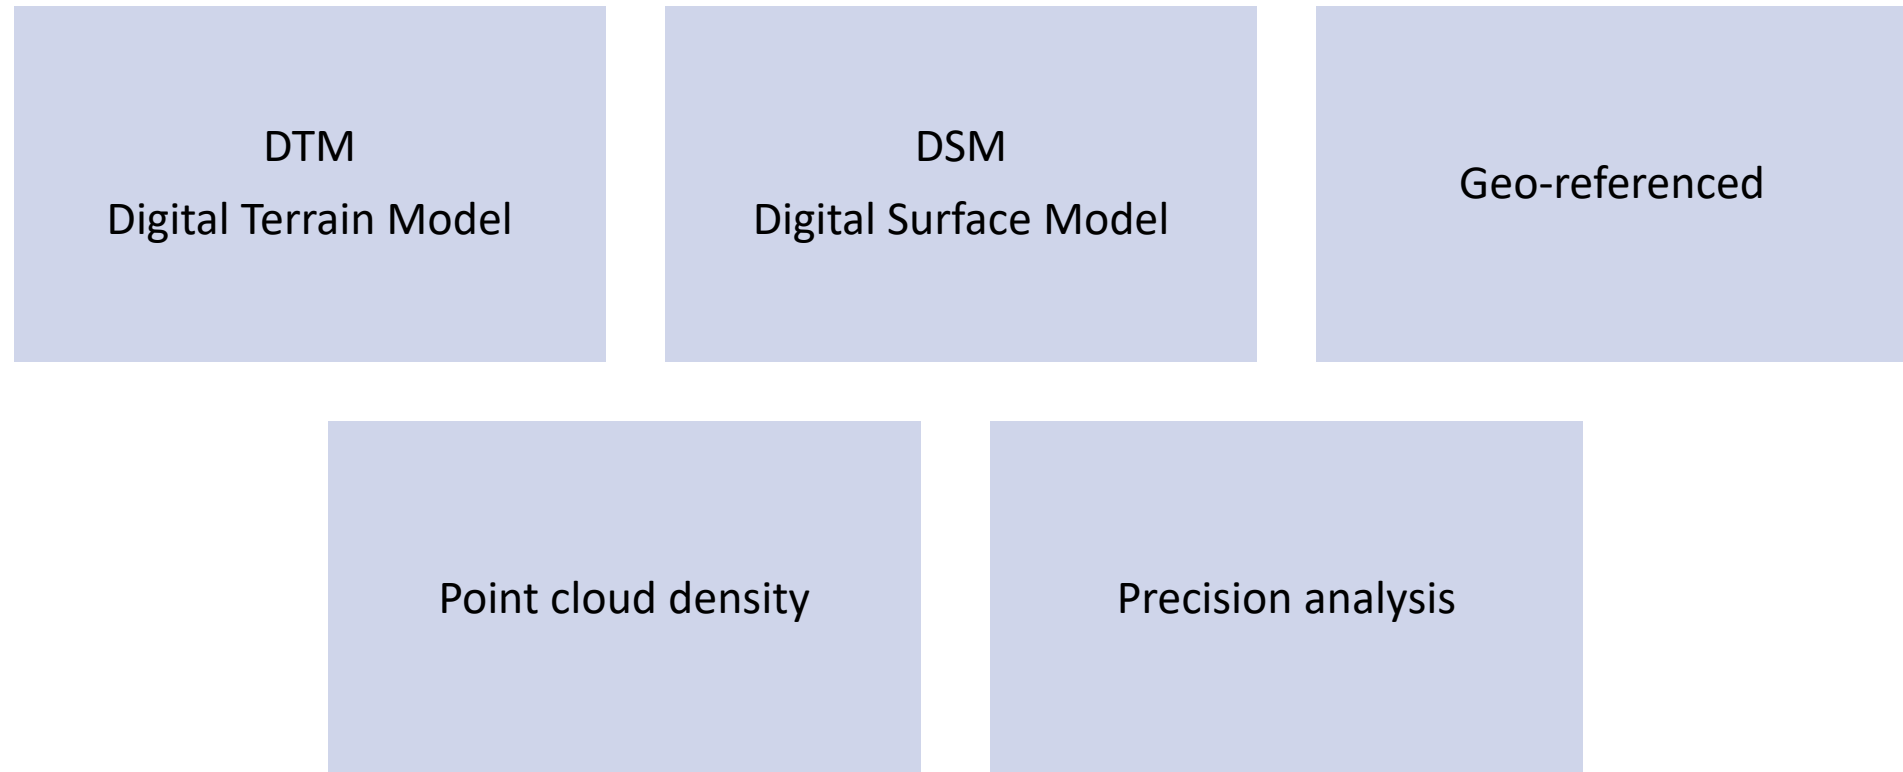 DTM
Digital Terrain Model
DSM
Digital Surface Model
Geo-referenced
Point cloud density
Precision analysis